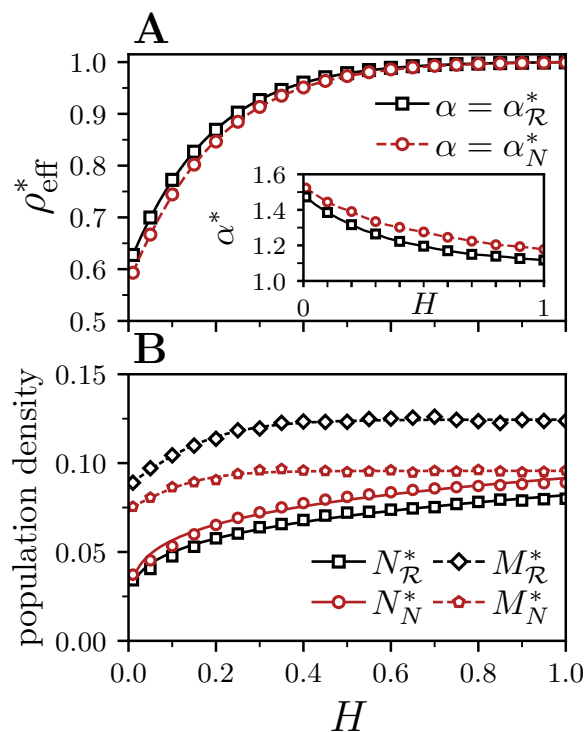 A
1.0
0.9
0.8
0.7
0.6
0.5
ρ*eff
α = α*ℛ
α = α*N
1.6
1.4
1.2
1.0
α*
0 H 1
B
0.15
0.10
0.05
0.00
population density
N*ℛ M*ℛ
N*N M*N
0.0 0.2 0.4 0.6 0.8 1.0
H